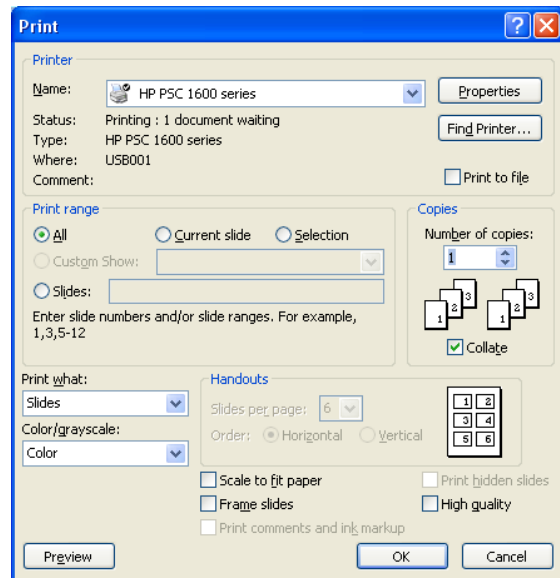 Print
Printer
Name:
HP PSC 1600 series
Properties
Status:
Printing : 1 document waiting
Type:
HP PSC 1600 series
Find Printer...
Where:
USB001
Comment:
Print to file
Print range
All
Current slide
Selection
Custom Show:
Slides:
Enter slide numbers and/or slide ranges. For example,
1,3,5-12
Copies
Number of copies:
1
1 2 3
1 2 3
Collate
Print what:
Slides
Color/grayscale:
Color
Handouts
Slides per page:
6
Order:
Horizontal
Vertical
1 2
3 4
5 6
Scale to fit paper
Print hidden slides
Frame slides
High quality
Print comments and ink markup
Preview
OK
Cancel